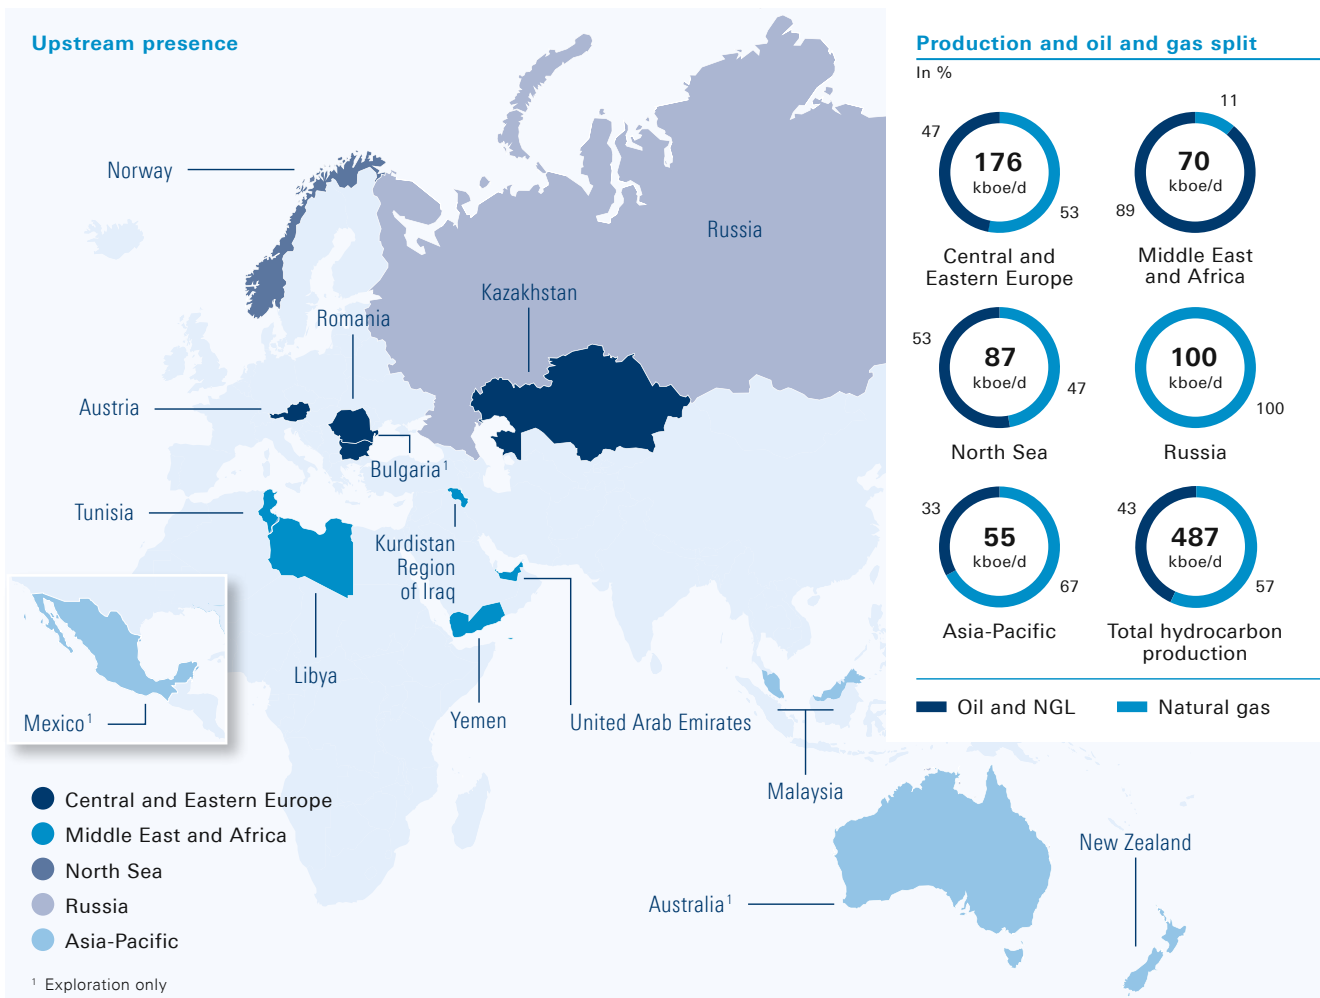 Upstream presence
Norway
Russia
Kazakhstan
Romania
Austria
Bulgaria¹
Tunisia
Kurdistan
Region
of Iraq
Libya
Mexico¹
Yemen
United Arab Emirates
Malaysia
New Zealand
Australia¹
Central and Eastern Europe
Middle East and Africa
North Sea
Russia
Asia-Pacific
¹ Exploration only
Production and oil and gas split
In %
47
176
kboe/d
53
Central and
Eastern Europe
11
70
kboe/d
89
Middle East
and Africa
53
87
kboe/d
47
North Sea
100
kboe/d
100
Russia
33
55
kboe/d
67
Asia-Pacific
43
487
kboe/d
57
Total hydrocarbon
production
Oil and NGL
Natural gas